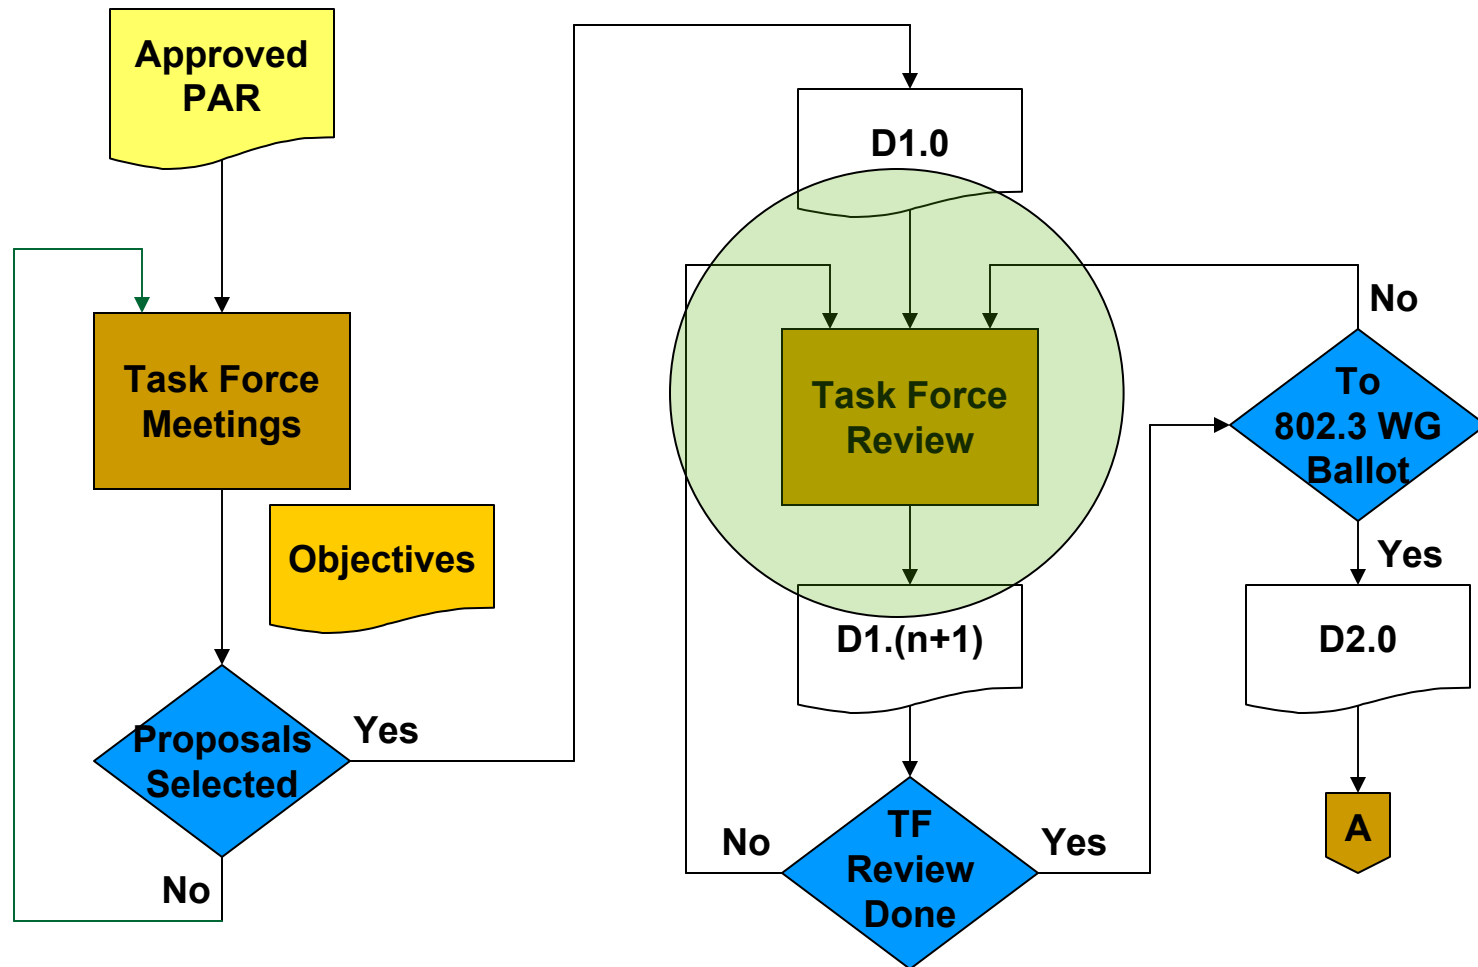 Approved
PAR
Task Force
Meetings
Objectives
Proposals
Selected
Yes
No
D1.0
Task Force
Review
D1.(n+1)
TF
Review
Done
No
Yes
To
802.3 WG
Ballot
No
Yes
D2.0
A